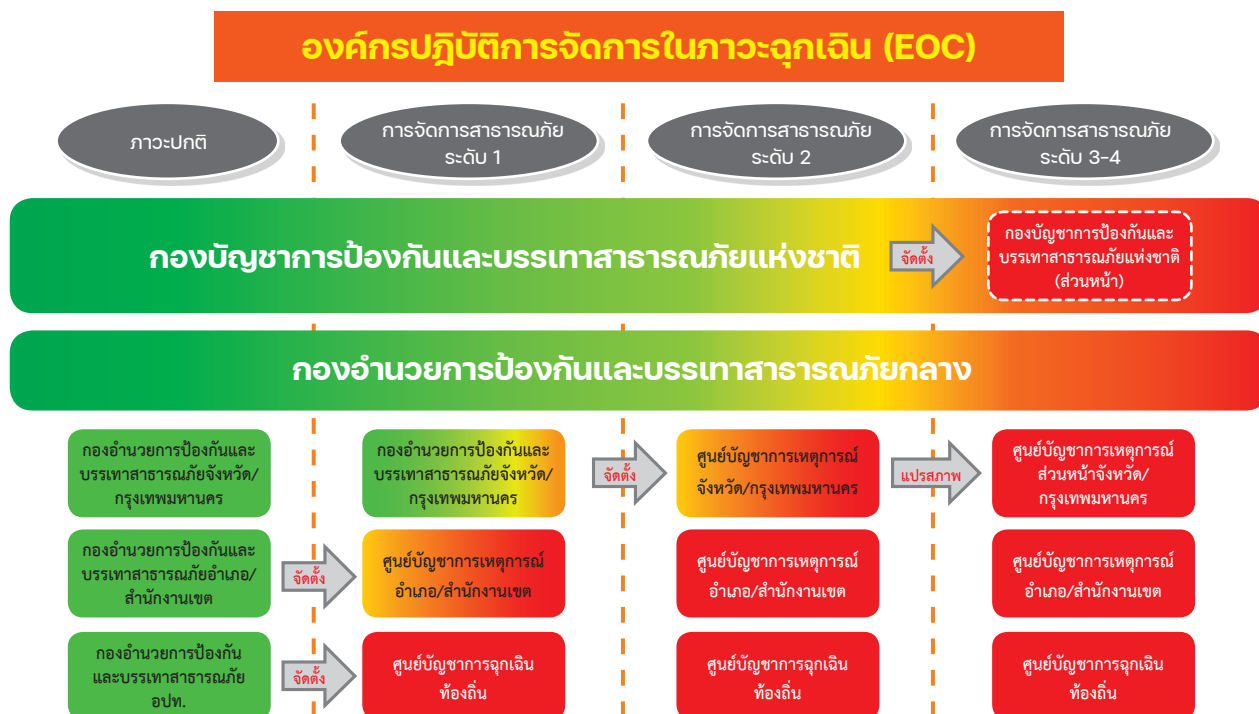 องค์กรปฏิบัติการจัดการในภาวะฉุกเฉิน (EOC)
ภาวะปกติ
การจัดการสาธารณภัย
ระดับ 1
การจัดการสาธารณภัย
ระดับ 2
การจัดการสาธารณภัย
ระดับ 3-4
กองบัญชาการป้องกันและบรรเทาสาธารณภัยแห่งชาติ
จัดตั้ง
กองบัญชาการป้องกันและ
บรรเทาสาธารณภัยแห่งชาติ
(ส่วนหน้า)
กองอำนวยการป้องกันและบรรเทาสาธารณภัยกลาง
กองอำนวยการป้องกันและ
บรรเทาสาธารณภัยจังหวัด/
กรุงเทพมหานคร
กองอำนวยการป้องกันและ
บรรเทาสาธารณภัยจังหวัด/
กรุงเทพมหานคร
จัดตั้ง
ศูนย์บัญชาการเหตุการณ์
จังหวัด/กรุงเทพมหานคร
แปรสภาพ
ศูนย์บัญชาการเหตุการณ์
ส่วนหน้าจังหวัด/
กรุงเทพมหานคร
กองอำนวยการป้องกันและ
บรรเทาสาธารณภัยอำเภอ/
สำนักงานเขต
จัดตั้ง
ศูนย์บัญชาการเหตุการณ์
อำเภอ/สำนักงานเขต
ศูนย์บัญชาการเหตุการณ์
อำเภอ/สำนักงานเขต
ศูนย์บัญชาการเหตุการณ์
อำเภอ/สำนักงานเขต
กองอำนวยการป้องกัน
และบรรเทาสาธารณภัย
อปท.
จัดตั้ง
ศูนย์บัญชาการฉุกเฉิน
ท้องถิ่น
ศูนย์บัญชาการฉุกเฉิน
ท้องถิ่น
ศูนย์บัญชาการฉุกเฉิน
ท้องถิ่น